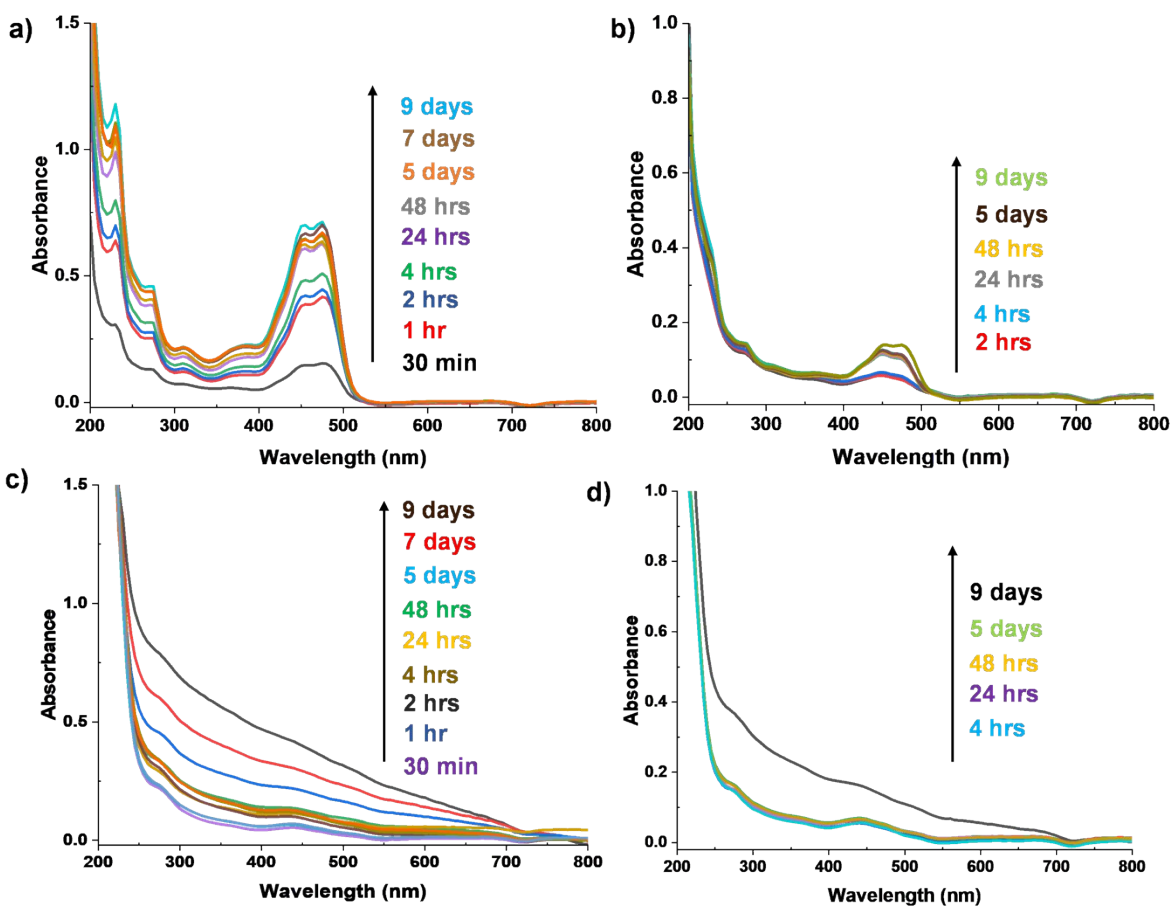 a)
1.5
1.0
0.5
0.0
Absorbance
200 300 400 500 600 700 800
Wavelength (nm)
9 days
7 days
5 days
48 hrs
24 hrs
4 hrs
2 hrs
1 hr
30 min
b)
1.0
0.8
0.6
0.4
0.2
0.0
Absorbance
200 300 400 500 600 700 800
Wavelength (nm)
9 days
5 days
48 hrs
24 hrs
4 hrs
2 hrs
c)
1.5
1.0
0.5
0.0
Absorbance
200 300 400 500 600 700 800
Wavelength (nm)
9 days
7 days
5 days
48 hrs
24 hrs
4 hrs
2 hrs
1 hr
30 min
d)
1.0
0.8
0.6
0.4
0.2
0.0
Absorbance
200 300 400 500 600 700 800
Wavelength (nm)
9 days
5 days
48 hrs
24 hrs
4 hrs